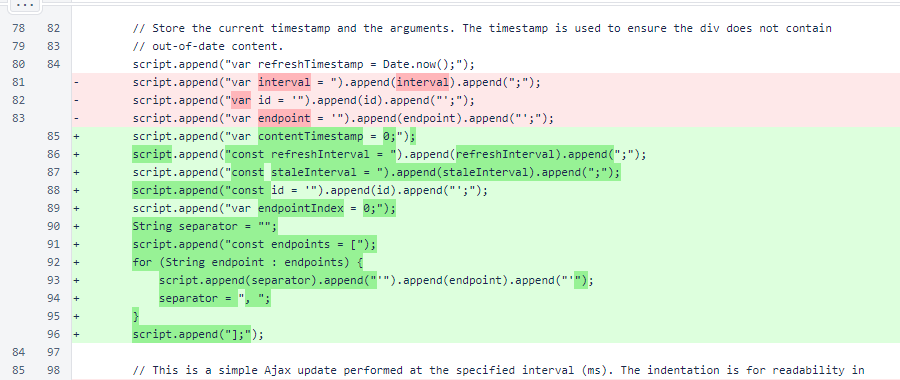 ...
78 82 // Store the current timestamp and the arguments. The timestamp is used to ensure the div does not contain
79 83 // out-of-date content.
80 84 script.append("var refreshTimestamp = Date.now();");
81 - script.append("var interval = ").append(interval).append(";");
82 - script.append("var id = '").append(id).append("';");
83 - script.append("var endpoint = '").append(endpoint).append("';");
85 + script.append("var contentTimestamp = 0;");
86 + script.append("const refreshInterval = ").append(refreshInterval).append(";");
87 + script.append("const staleInterval = ").append(staleInterval).append(";");
88 + script.append("const id = '").append(id).append("';");
89 + script.append("var endpointIndex = 0;");
90 + String separator = "";
91 + script.append("const endpoints = [");
92 + for (String endpoint : endpoints) {
93 + script.append(separator).append("'").append(endpoint).append("'");
94 + separator = ", ";
95 + }
96 + script.append("];");
84 97
85 98 // This is a simple Ajax update performed at the specified interval (ms). The indentation is for readability in